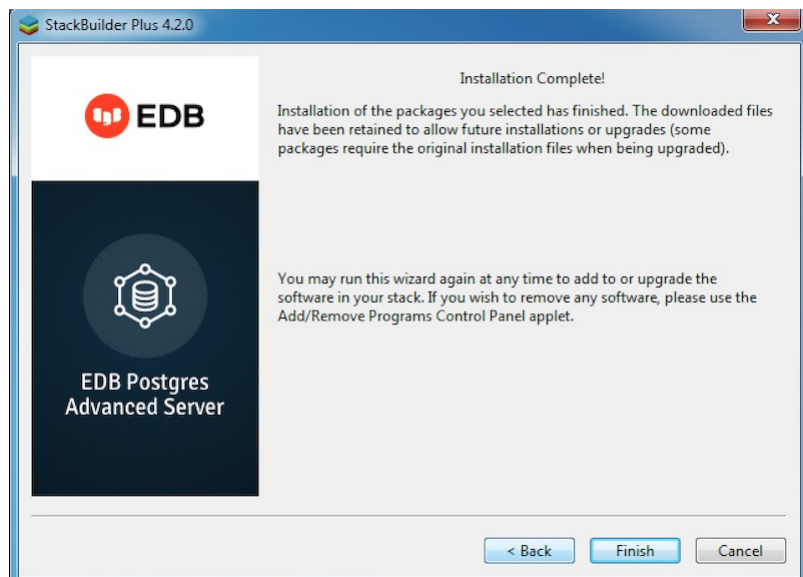 StackBuilder Plus 4.2.0
EDB
EDB Postgres
Advanced Server
Installation Complete!
Installation of the packages you selected has finished. The downloaded files
have been retained to allow future installations or upgrades (some
packages require the original installation files when being upgraded).
You may run this wizard again at any time to add to or upgrade the
software in your stack. If you wish to remove any software, please use the
Add/Remove Programs Control Panel applet.
< Back
Finish
Cancel